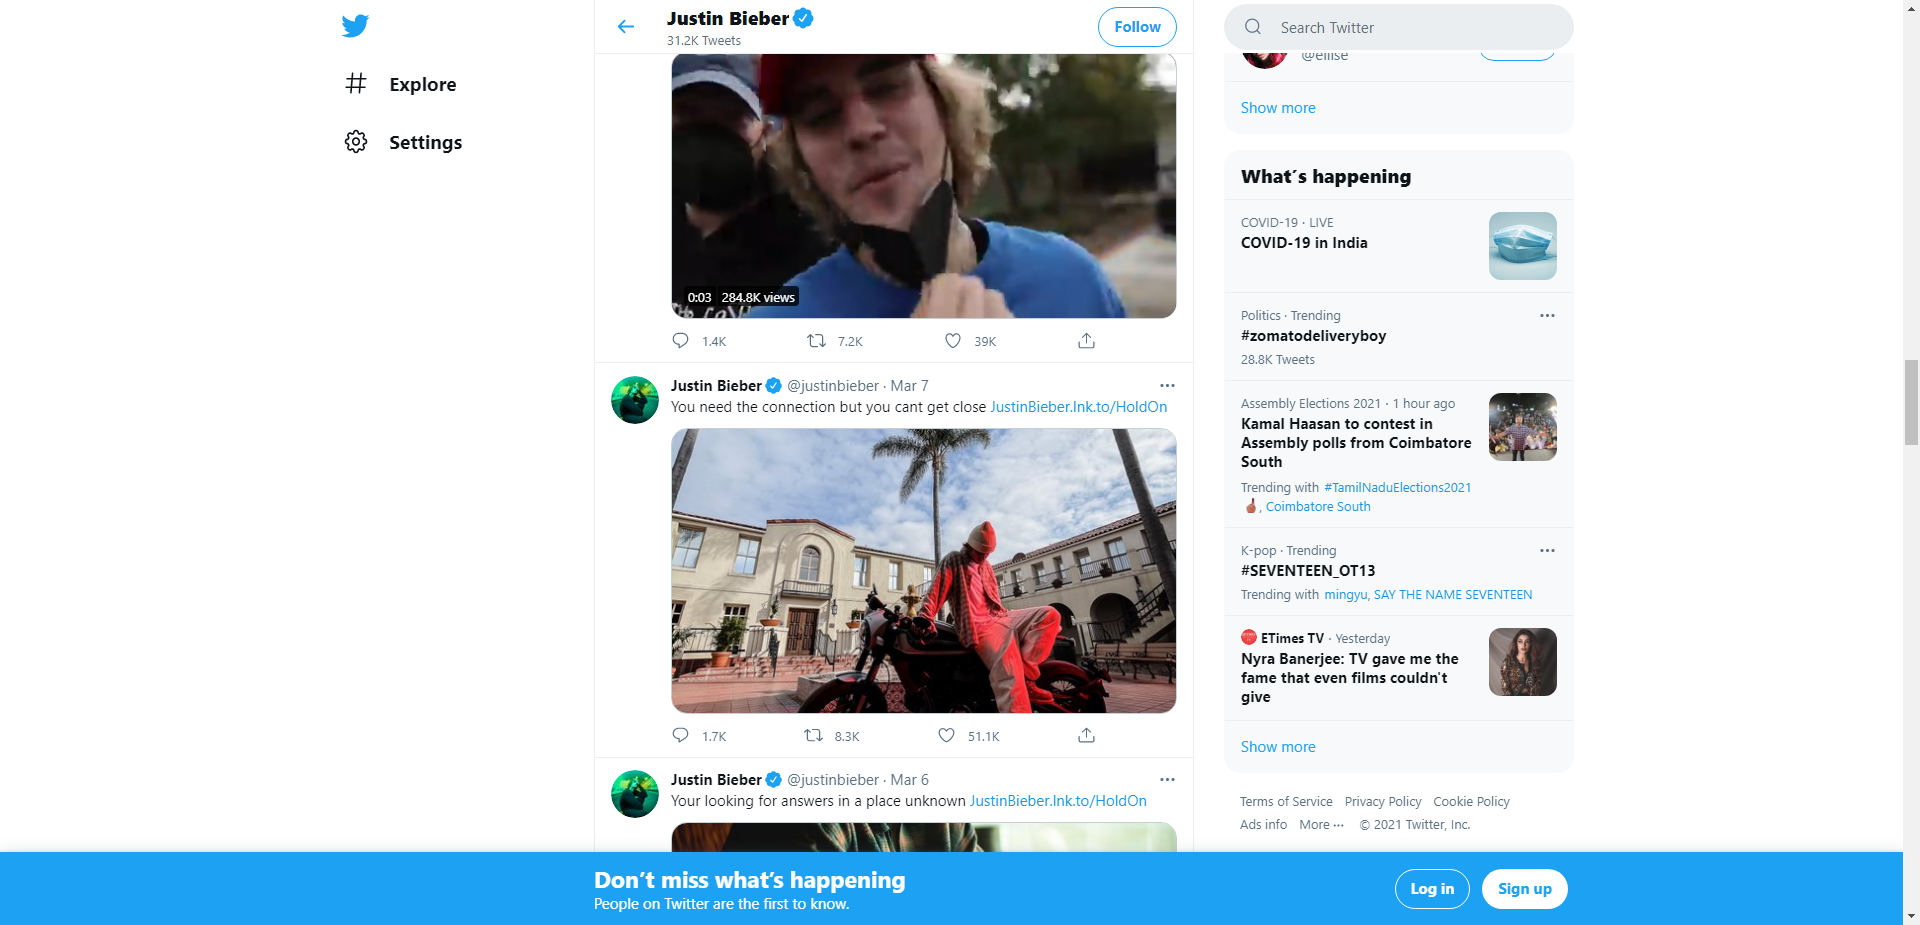 Explore
Settings
Justin Bieber
31.2K Tweets
Follow
0:03 284.8K views
1.4K 7.2K 39K
Justin Bieber @justinbieber · Mar 7
You need the connection but you cant get close JustinBieber.lnk.to/HoldOn
1.7K 8.3K 51.1K
Justin Bieber @justinbieber · Mar 6
Your looking for answers in a place unknown JustinBieber.lnk.to/HoldOn
Search Twitter
@ellise
Show more
What's happening
COVID-19 · LIVE
COVID-19 in India
Politics · Trending
#zomatodeliveryboy
28.8K Tweets
Assembly Elections 2021 · 1 hour ago
Kamal Haasan to contest in
Assembly polls from Coimbatore
South
Trending with #TamilNaduElections2021
, Coimbatore South
K-pop · Trending
#SEVENTEEN_OT13
Trending with mingyu, SAY THE NAME SEVENTEEN
ETimes TV · Yesterday
Nyra Banerjee: TV gave me the
fame that even films couldn't
give
Show more
Terms of Service Privacy Policy Cookie Policy
Ads info More ··· © 2021 Twitter, Inc.
Don't miss what's happening
People on Twitter are the first to know.
Log in
Sign up